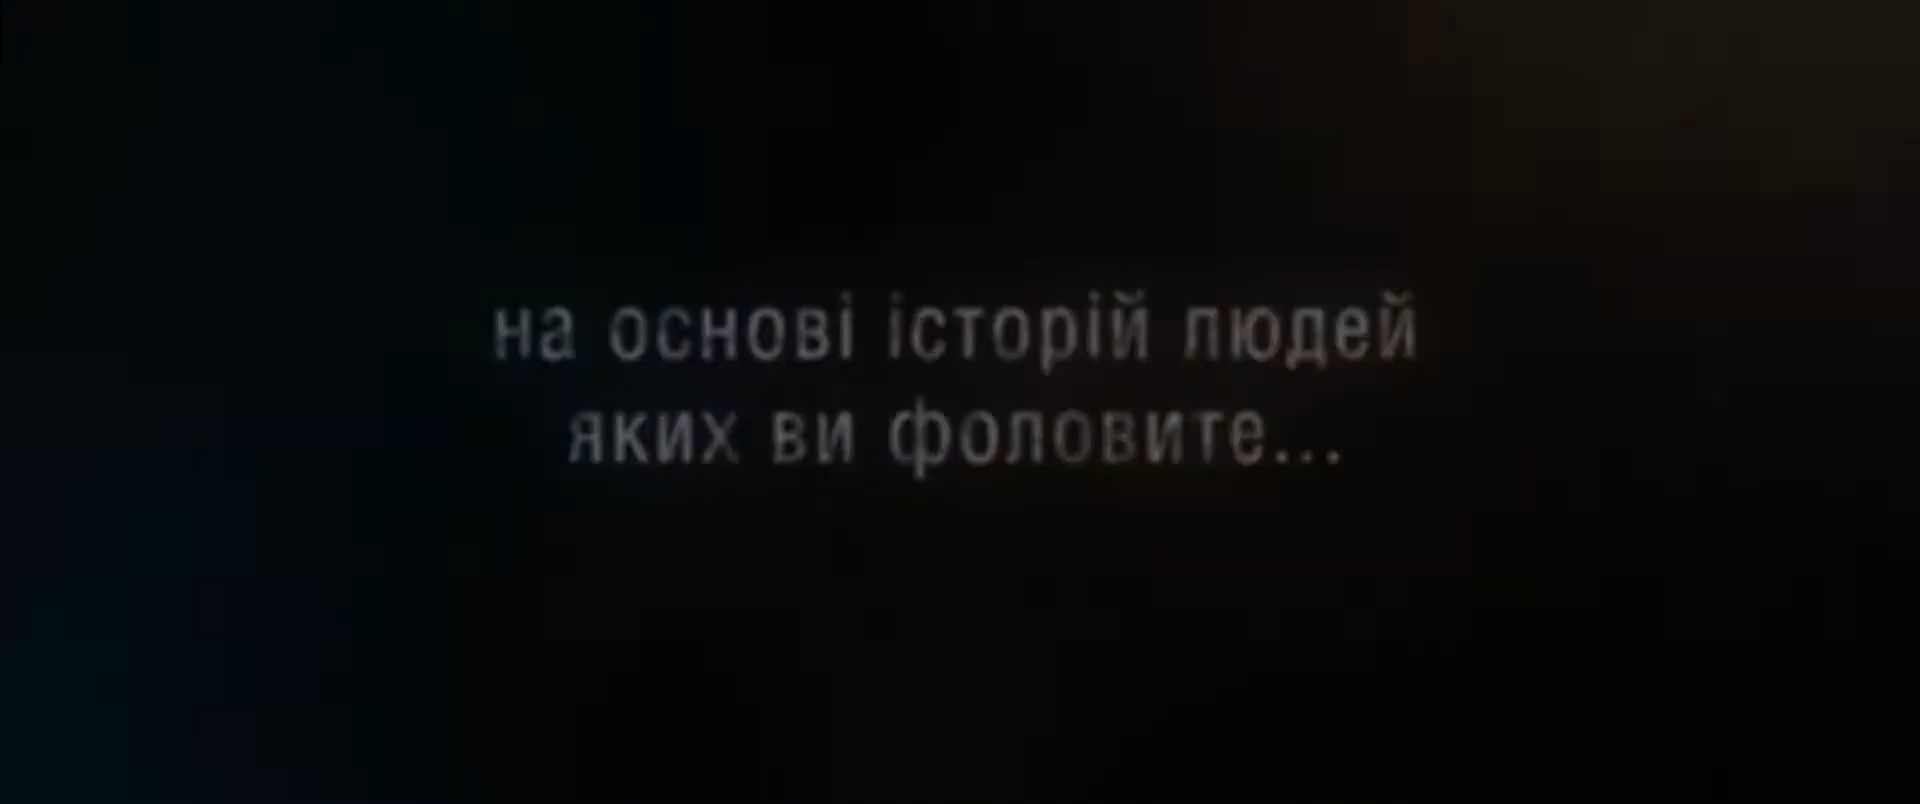 на основі історій людей
яких ви фоловите...